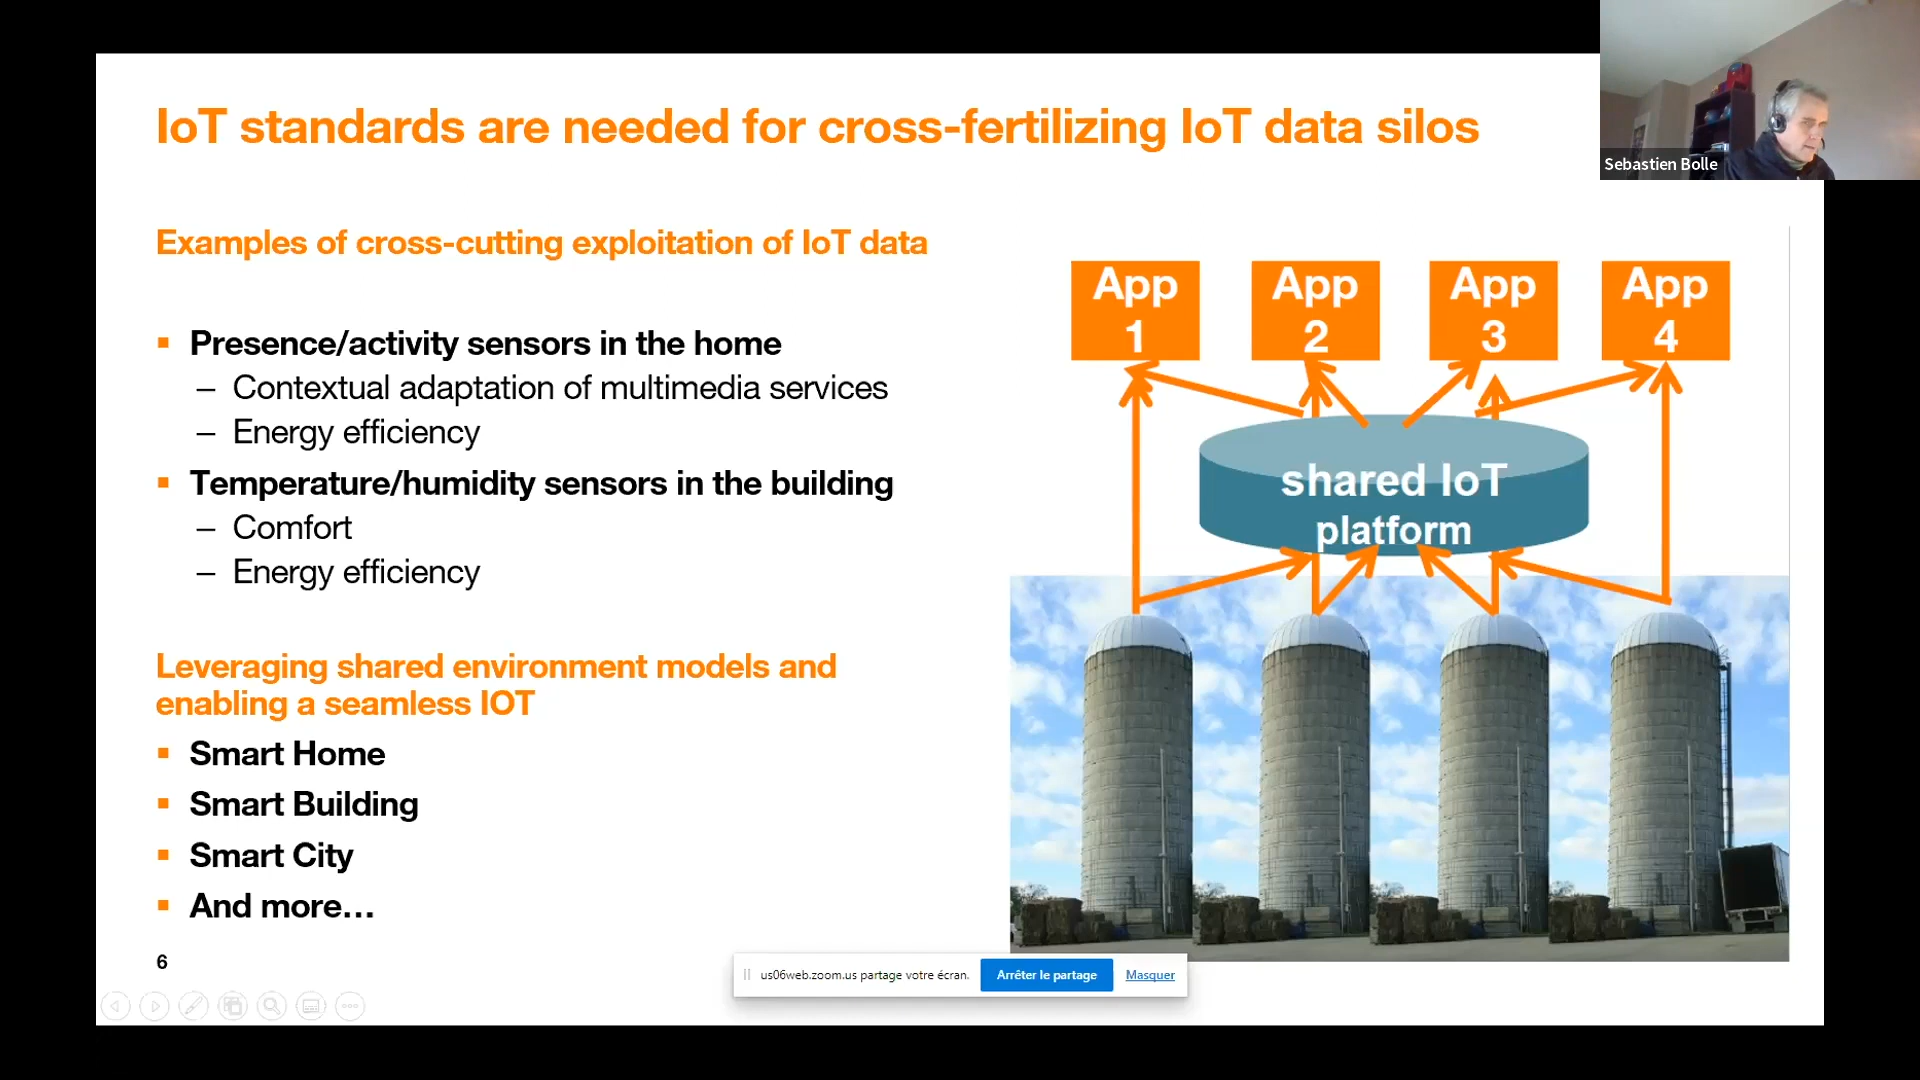 IoT standards are needed for cross-fertilizing IoT data silos
Sebastien Bolle
Examples of cross-cutting exploitation of IoT data
▪ Presence/activity sensors in the home
– Contextual adaptation of multimedia services
– Energy efficiency
▪ Temperature/humidity sensors in the building
– Comfort
– Energy efficiency
Leveraging shared environment models and
enabling a seamless IOT
▪ Smart Home
▪ Smart Building
▪ Smart City
▪ And more…
6
App
1
App
2
App
3
App
4
shared IoT
platform
us06web.zoom.us partage votre écran.
Arrêter le partage
Masquer